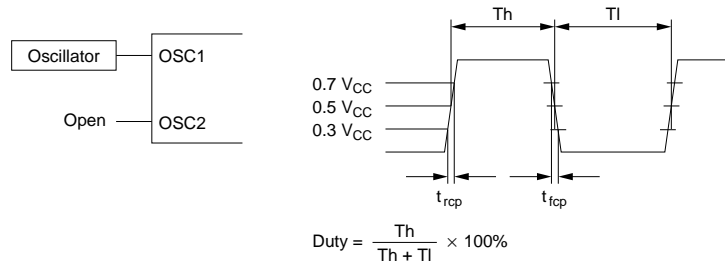 Oscillator
OSC1
Open
OSC2
Th
Tl
0.7 VCC
0.5 VCC
0.3 VCC
trcp
tfcp
Duty = Th / Th + Tl × 100%